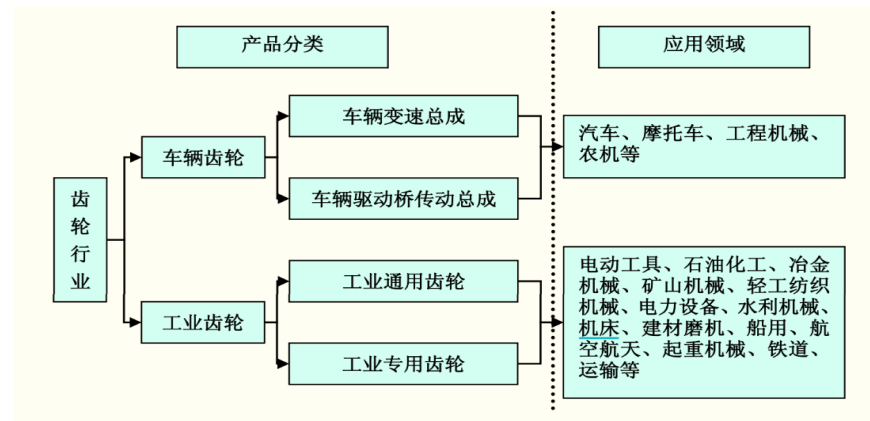 产品分类
应用领域
车辆变速总成
汽车、摩托车、工程机械、
农机等
车辆齿轮
车辆驱动桥传动总成
齿
轮
行
业
工业通用齿轮
电动工具、石油化工、冶金
机械、矿山机械、轻工纺织
机械、电力设备、水利机械、
机床、建材磨机、船用、航
空航天、起重机械、铁道、
运输等
工业齿轮
工业专用齿轮